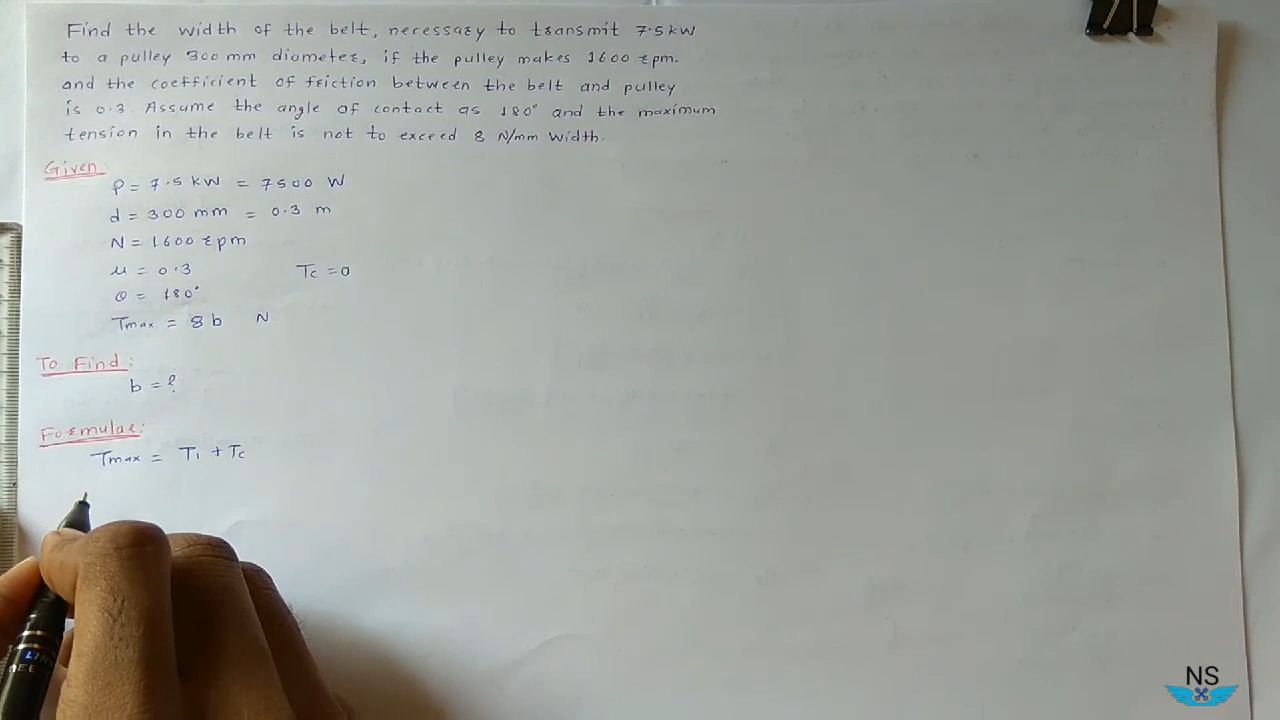 Find the width of the belt, necessary to transmit 7.5 kW
to a pulley 300 mm diameter, if the pulley makes 1600 rpm.
and the coefficient of friction between the belt and pulley
is 0.3. Assume the angle of contact as 180° and the maximum
tension in the belt is not to exceed 8 N/mm width.
Given
P = 7.5 kW = 7500 W
d = 300 mm = 0.3 m
N = 1600 rpm
μ = 0.3 Tc = 0
θ = 180°
Tmax = 8b N
To Find:
b = ?
Formulae:
Tmax = T1 + Tc
NS